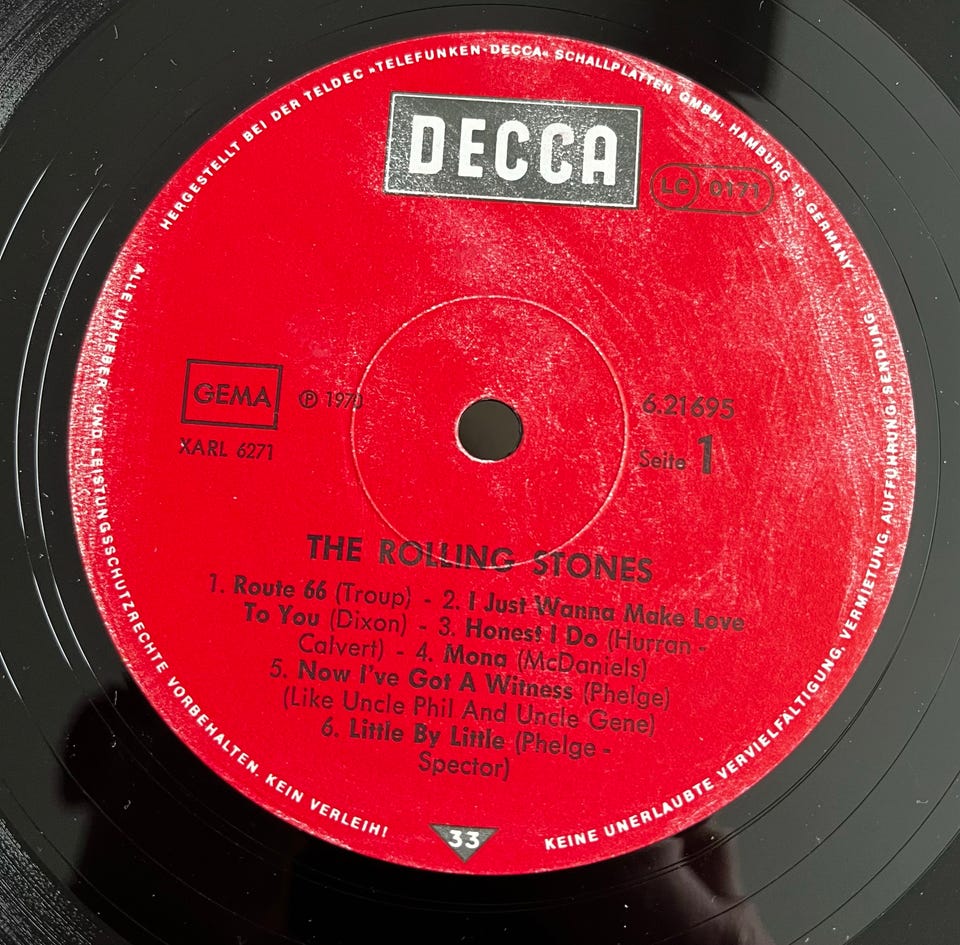 HERGESTELLT BEI DER TELDEC »TELEFUNKEN-DECCA« SCHALLPLATTEN GMBH., HAMBURG 19, GERMANY
DECCA
LC 0171
GEMA
℗ 1970
XARL 6271
6.21695
Seite 1
THE ROLLING STONES
1. Route 66 (Troup) - 2. I Just Wanna Make Love
To You (Dixon) - 3. Honest I Do (Hurran -
Calvert) - 4. Mona (McDaniels)
5. Now I've Got A Witness (Phelge)
(Like Uncle Phil And Uncle Gene)
6. Little By Little (Phelge -
Spector)
33
ALLE URHEBER UND LEISTUNGSSCHUTZRECHTE VORBEHALTEN. KEIN VERLEIH!
KEINE UNERLAUBTE VERVIELFÄLTIGUNG, VERMIETUNG, AUFFÜHRUNG, SENDUNG!